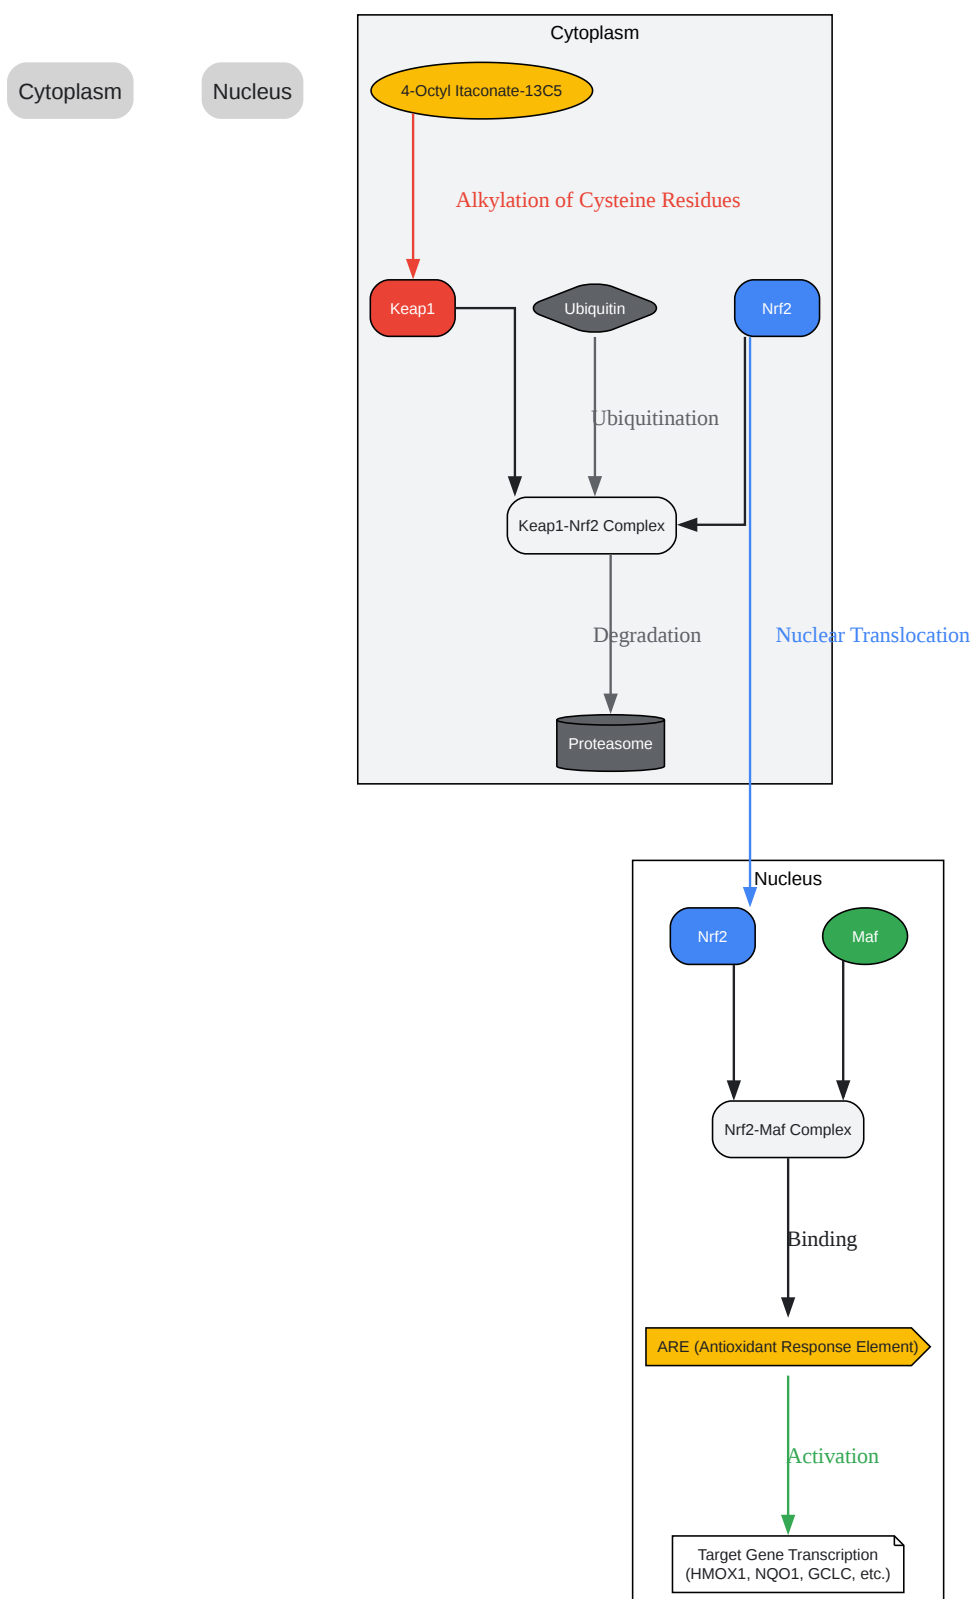 Cytoplasm
Cytoplasm
Nucleus
4-Octyl Itaconate-13C5
Alkylation of Cysteine Residues
Keap1
Ubiquitin
Nrf2
Ubiquitination
Keap1-Nrf2 Complex
Degradation
Nuclear Translocation
Proteasome
Nucleus
Nrf2
Maf
Nrf2-Maf Complex
Binding
ARE (Antioxidant Response Element)
Activation
Target Gene Transcription
(HMOX1, NQO1, GCLC, etc.)